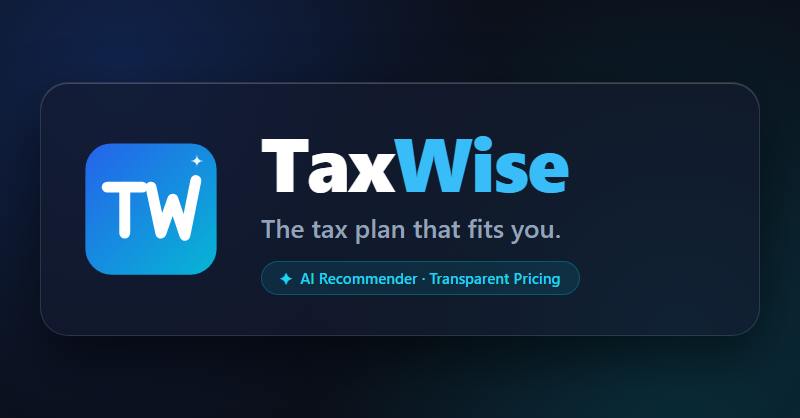 TW
TaxWise
The tax plan that fits you.
AI Recommender · Transparent Pricing